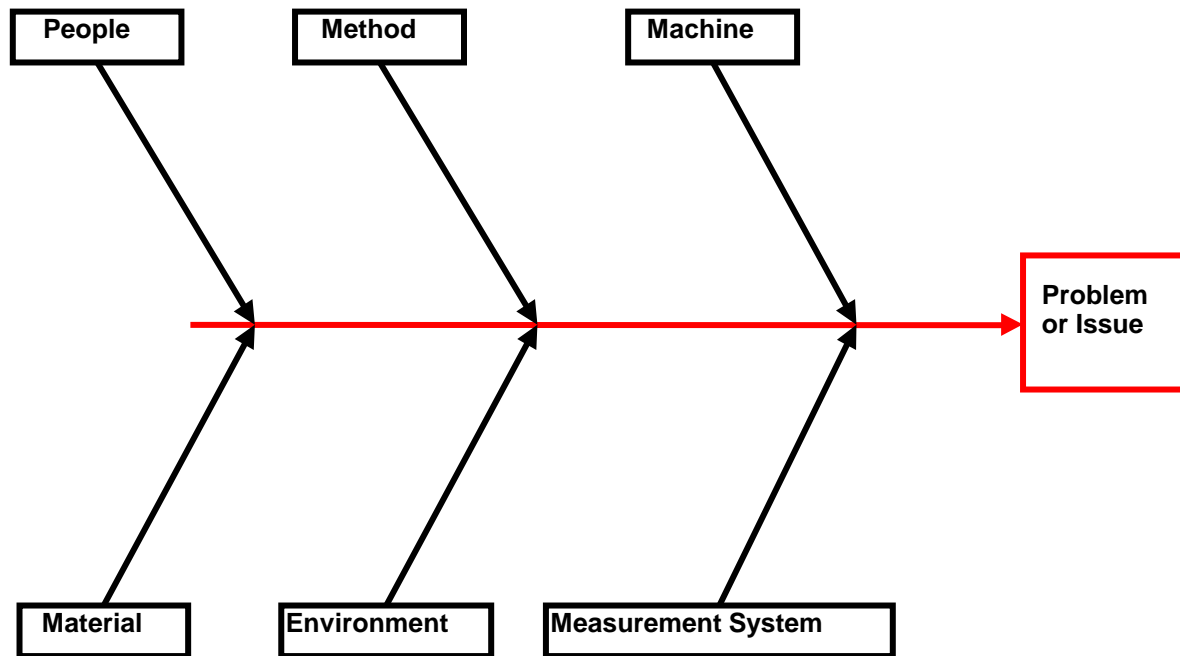 People
Method
Machine
Problem
or Issue
Material
Environment
Measurement System